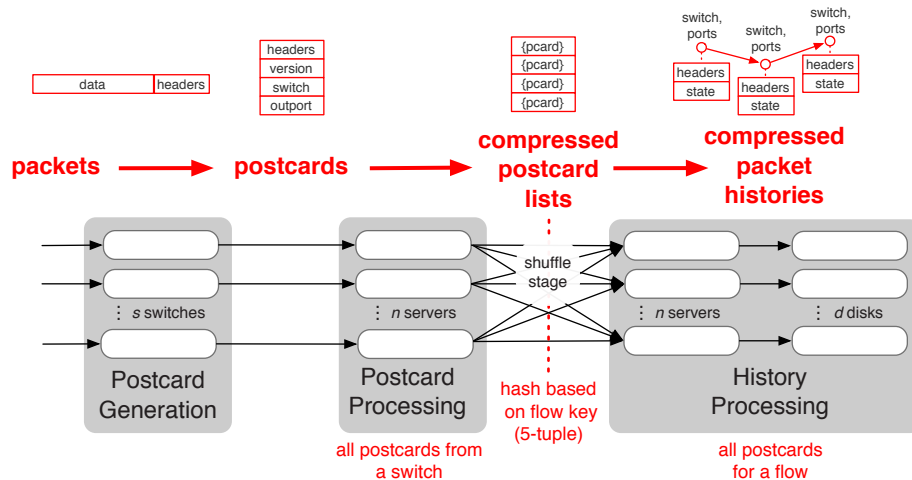 data
headers
headers
version
switch
outport
{pcard}
{pcard}
{pcard}
{pcard}
switch,
ports
headers
state
switch,
ports
headers
state
switch,
ports
headers
state
packets
postcards
compressed
postcard
lists
compressed
packet
histories
⋮ s switches
Postcard
Generation
⋮ n servers
Postcard
Processing
all postcards from
a switch
shuffle
stage
hash based
on flow key
(5-tuple)
⋮ n servers
⋮ d disks
History
Processing
all postcards
for a flow